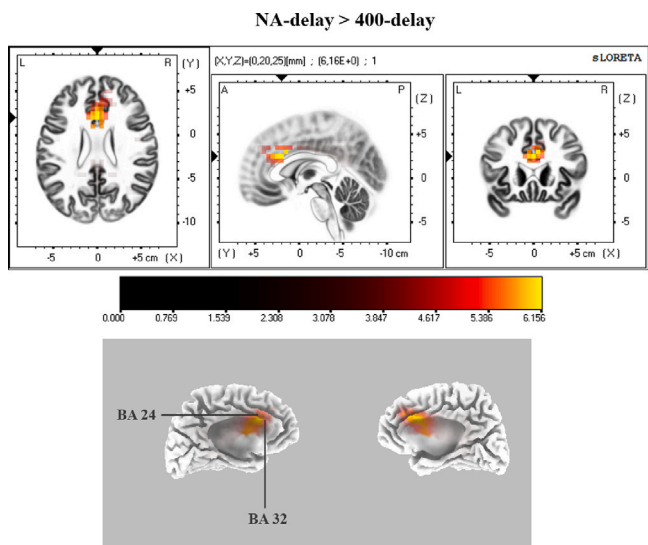 NA-delay > 400-delay
(X,Y,Z)=(0,20,25)[mm] ; (6,16E+0) ; 1
sLORETA
L R (Y)
A P (Z)
L R (Z)
+5
0
-5
-10
+5
0
-5
+5
0
-5
-5 0 +5 cm (X)
(Y) +5 0 -5 -10 cm
-5 0 +5 cm (X)
0.000 0.769 1.539 2.308 3.078 3.847 4.617 5.386 6.156
BA 24
BA 32